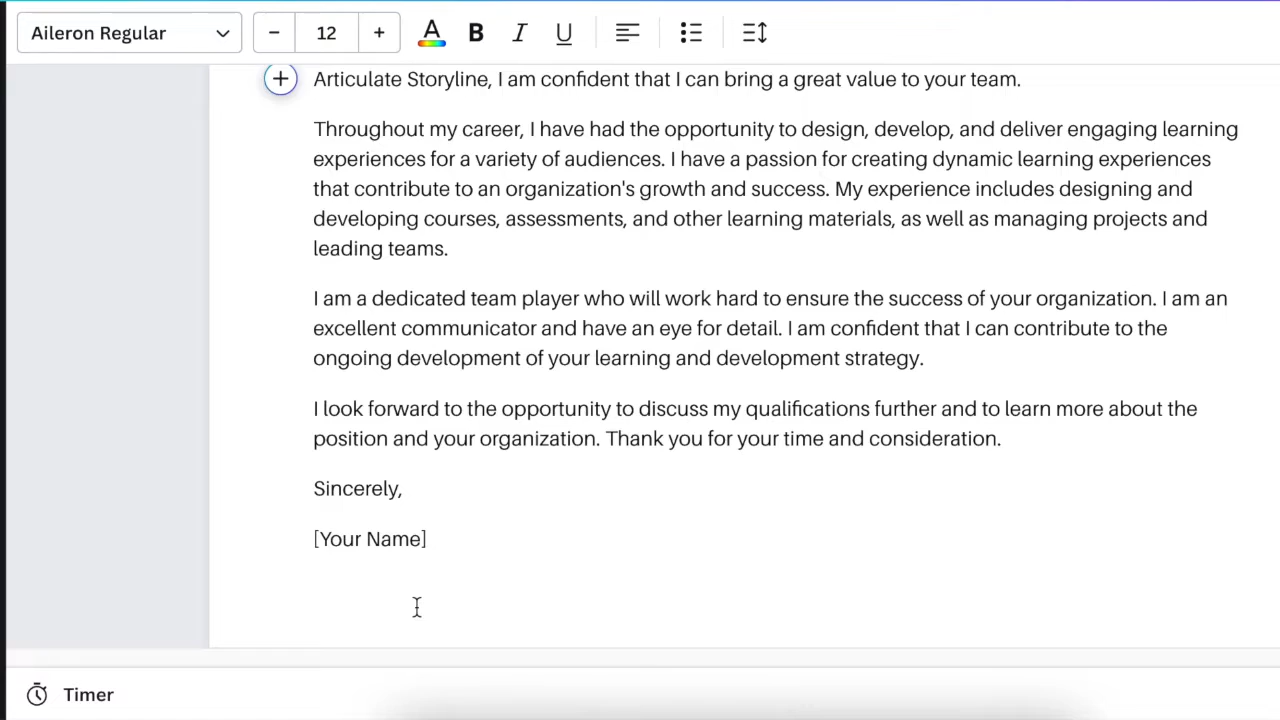 Aileron Regular
12
A
B
I
U
Articulate Storyline, I am confident that I can bring a great value to your team.
Throughout my career, I have had the opportunity to design, develop, and deliver engaging learning
experiences for a variety of audiences. I have a passion for creating dynamic learning experiences
that contribute to an organization's growth and success. My experience includes designing and
developing courses, assessments, and other learning materials, as well as managing projects and
leading teams.
I am a dedicated team player who will work hard to ensure the success of your organization. I am an
excellent communicator and have an eye for detail. I am confident that I can contribute to the
ongoing development of your learning and development strategy.
I look forward to the opportunity to discuss my qualifications further and to learn more about the
position and your organization. Thank you for your time and consideration.
Sincerely,
[Your Name]
Timer